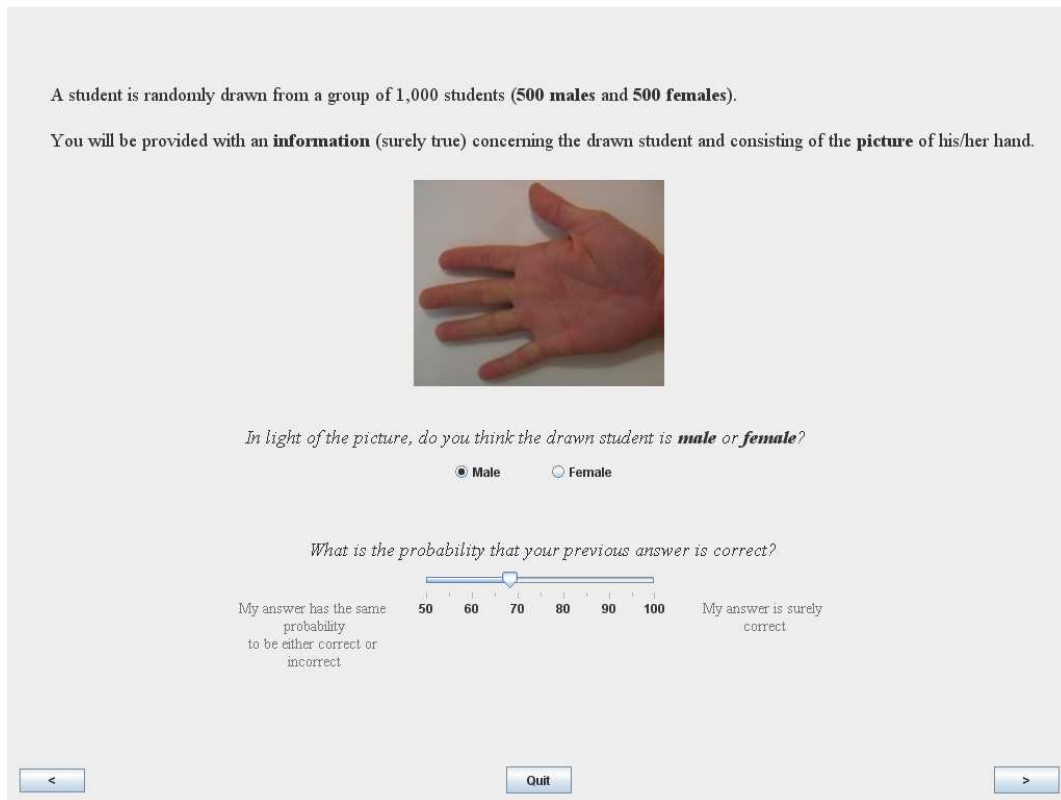 A student is randomly drawn from a group of 1,000 students (500 males and 500 females).
You will be provided with an information (surely true) concerning the drawn student and consisting of the picture of his/her hand.
In light of the picture, do you think the drawn student is male or female?
Male Female
What is the probability that your previous answer is correct?
50 60 70 80 90 100
My answer has the same
probability
to be either correct or
incorrect
My answer is surely
correct
< Quit >